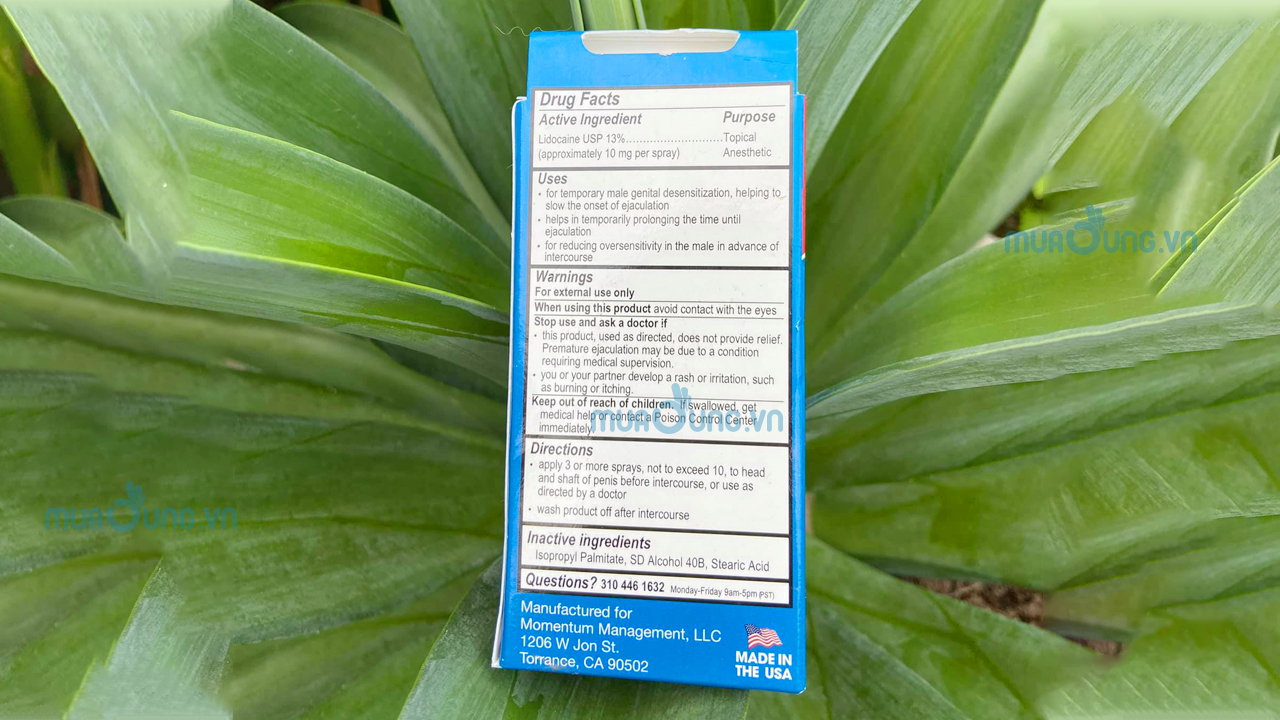 Drug Facts
Active Ingredient Purpose
Lidocaine USP 13%............................Topical
(approximately 10 mg per spray) Anesthetic
Uses
• for temporary male genital desensitization, helping to
slow the onset of ejaculation
• helps in temporarily prolonging the time until
ejaculation
• for reducing oversensitivity in the male in advance of
intercourse
Warnings
For external use only
When using this product avoid contact with the eyes
Stop use and ask a doctor if
• this product, used as directed, does not provide relief.
Premature ejaculation may be due to a condition
requiring medical supervision.
• you or your partner develop a rash or irritation, such
as burning or itching.
Keep out of reach of children. If swallowed, get
medical help or contact a Poison Control Center
immediately.
Directions
• apply 3 or more sprays, not to exceed 10, to head
and shaft of penis before intercourse, or use as
directed by a doctor
• wash product off after intercourse
Inactive ingredients
Isopropyl Palmitate, SD Alcohol 40B, Stearic Acid
Questions? 310 446 1632 Monday-Friday 9am-5pm (PST)
Manufactured for
Momentum Management, LLC
1206 W Jon St.
Torrance, CA 90502
MADE IN
THE USA
muaDung.vn
muaDung.vn
muaDung.vn